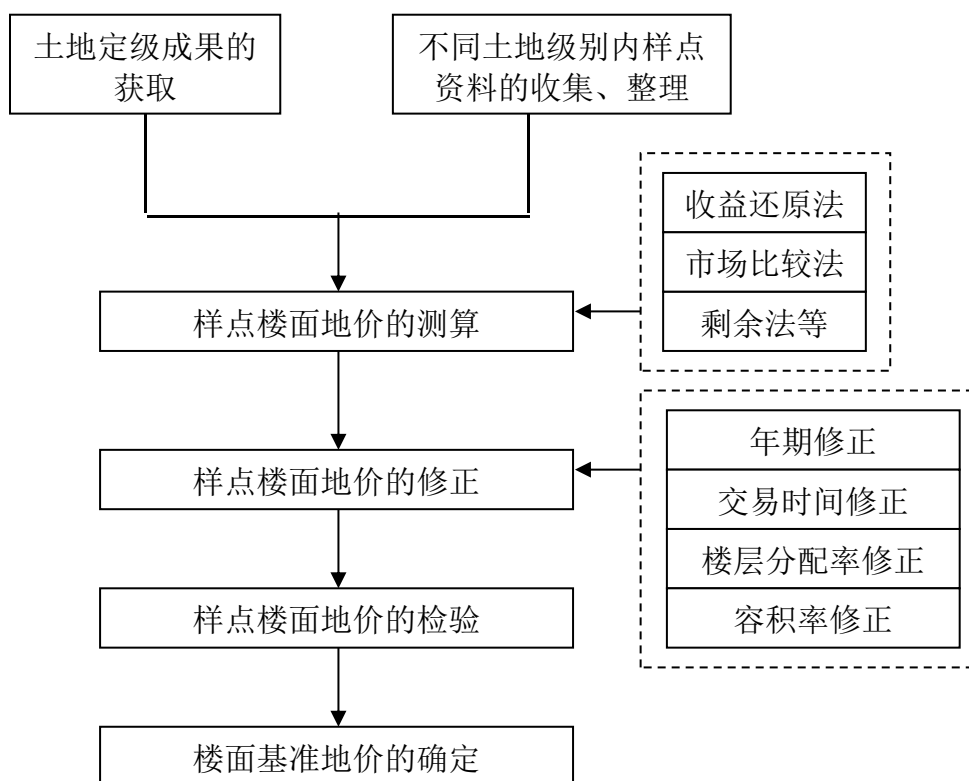 土地定级成果的
获取
不同土地级别内样点
资料的收集、整理
收益还原法
市场比较法
剩余法等
样点楼面地价的测算
年期修正
交易时间修正
楼层分配率修正
容积率修正
样点楼面地价的修正
样点楼面地价的检验
楼面基准地价的确定